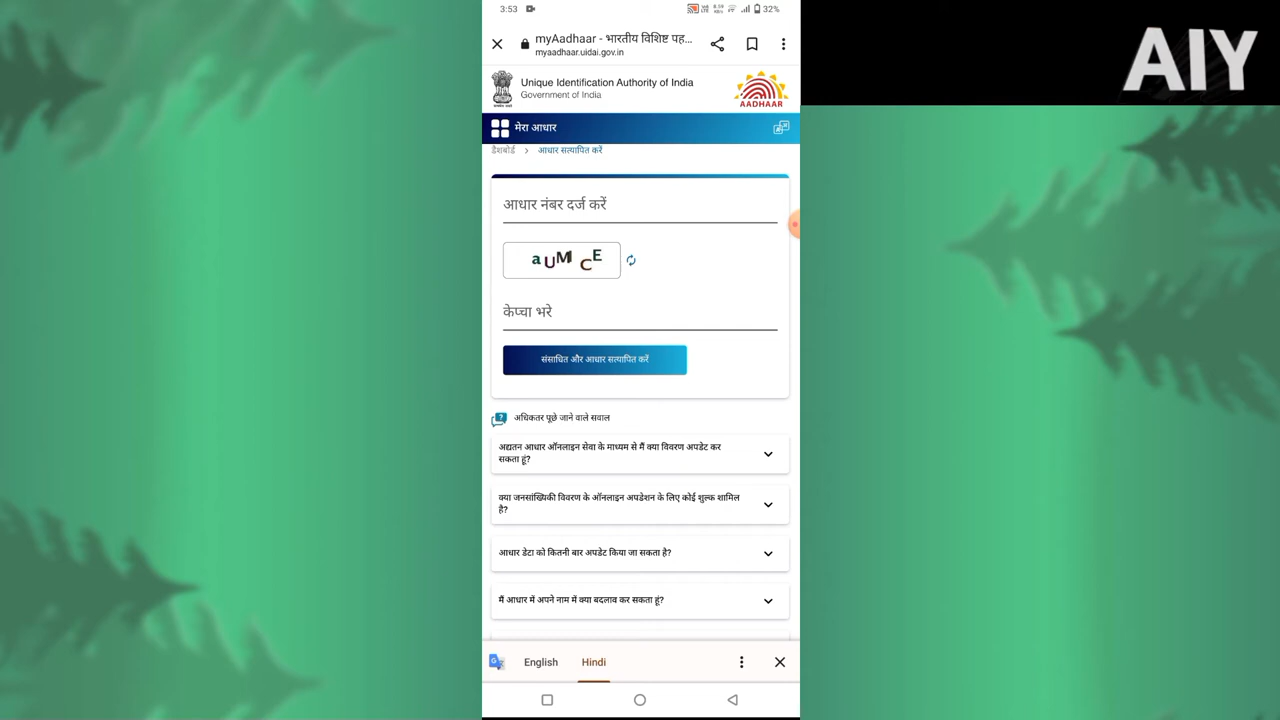 3:53 32%
myAadhaar - भारतीय विशिष्ट पह...
myaadhaar.uidai.gov.in
AIY
Unique Identification Authority of India
Government of India
AADHAAR
मेरा आधार
डैशबोर्ड > आधार सत्यापित करें
आधार नंबर दर्ज करें
aUMCE
केप्चा भरे
संसाधित और आधार सत्यापित करें
अधिकतर पूछे जाने वाले सवाल
अद्यतन आधार ऑनलाइन सेवा के माध्यम से मैं क्या विवरण अपडेट कर
सकता हूं?
क्या जनसांख्यिकी विवरण के ऑनलाइन अपडेशन के लिए कोई शुल्क शामिल
है?
आधार डेटा को कितनी बार अपडेट किया जा सकता है?
मैं आधार में अपने नाम में क्या बदलाव कर सकता हूं?
English Hindi